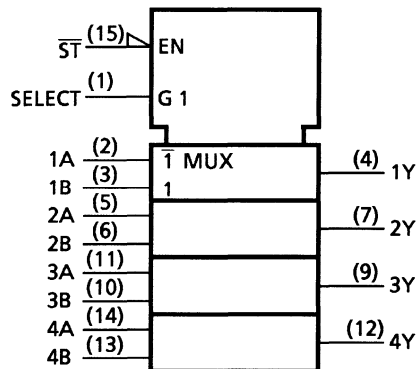 S̅T̅ (15) EN
SELECT (1) G 1
1A (2) 1̅ MUX (4) 1Y
1B (3) 1
2A (5) (7) 2Y
2B (6)
3A (11) (9) 3Y
3B (10)
4A (14) (12) 4Y
4B (13)